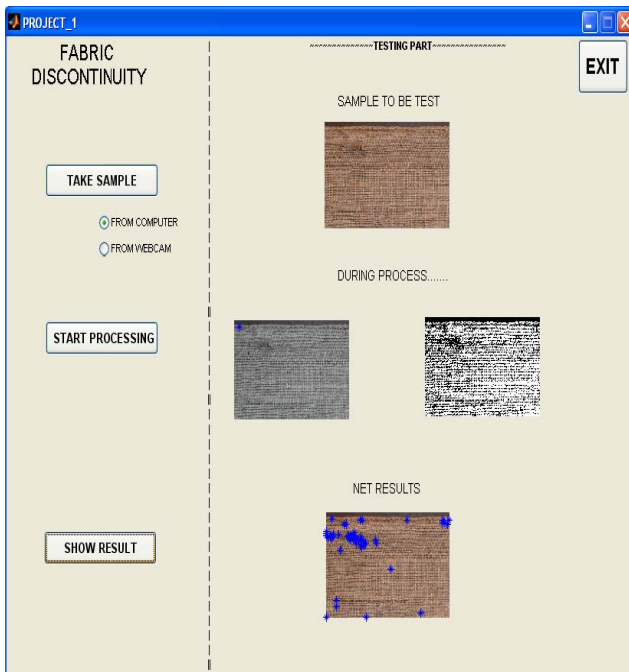 PROJECT_1
FABRIC
DISCONTINUITY
TAKE SAMPLE
FROM COMPUTER
FROM WEBCAM
START PROCESSING
SHOW RESULT
~~~~~~~~~~~~~~TESTING PART~~~~~~~~~~~~~~~~
EXIT
SAMPLE TO BE TEST
DURING PROCESS.......
NET RESULTS